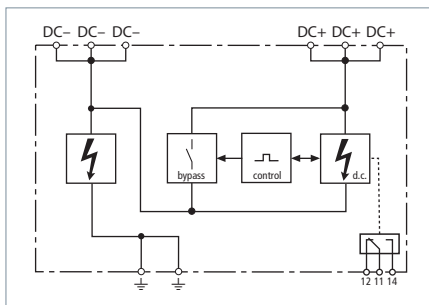 DC– DC– DC– DC+ DC+ DC+
bypass control d.c.
12 11 14